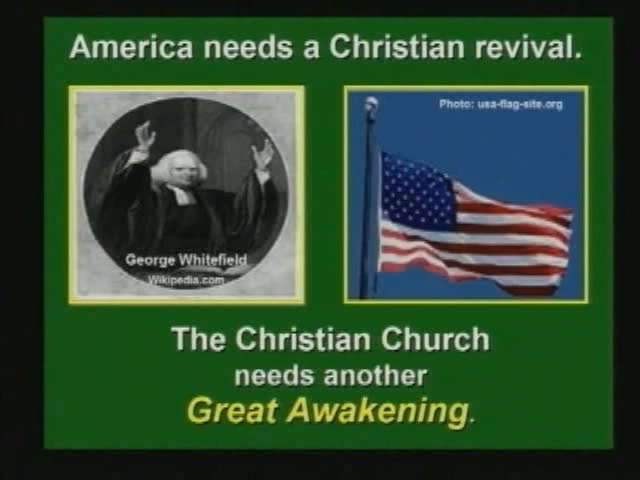 America needs a Christian revival.
Photo: usa-flag-site.org
George Whitefield
Wikipedia.com
The Christian Church
needs another
Great Awakening.